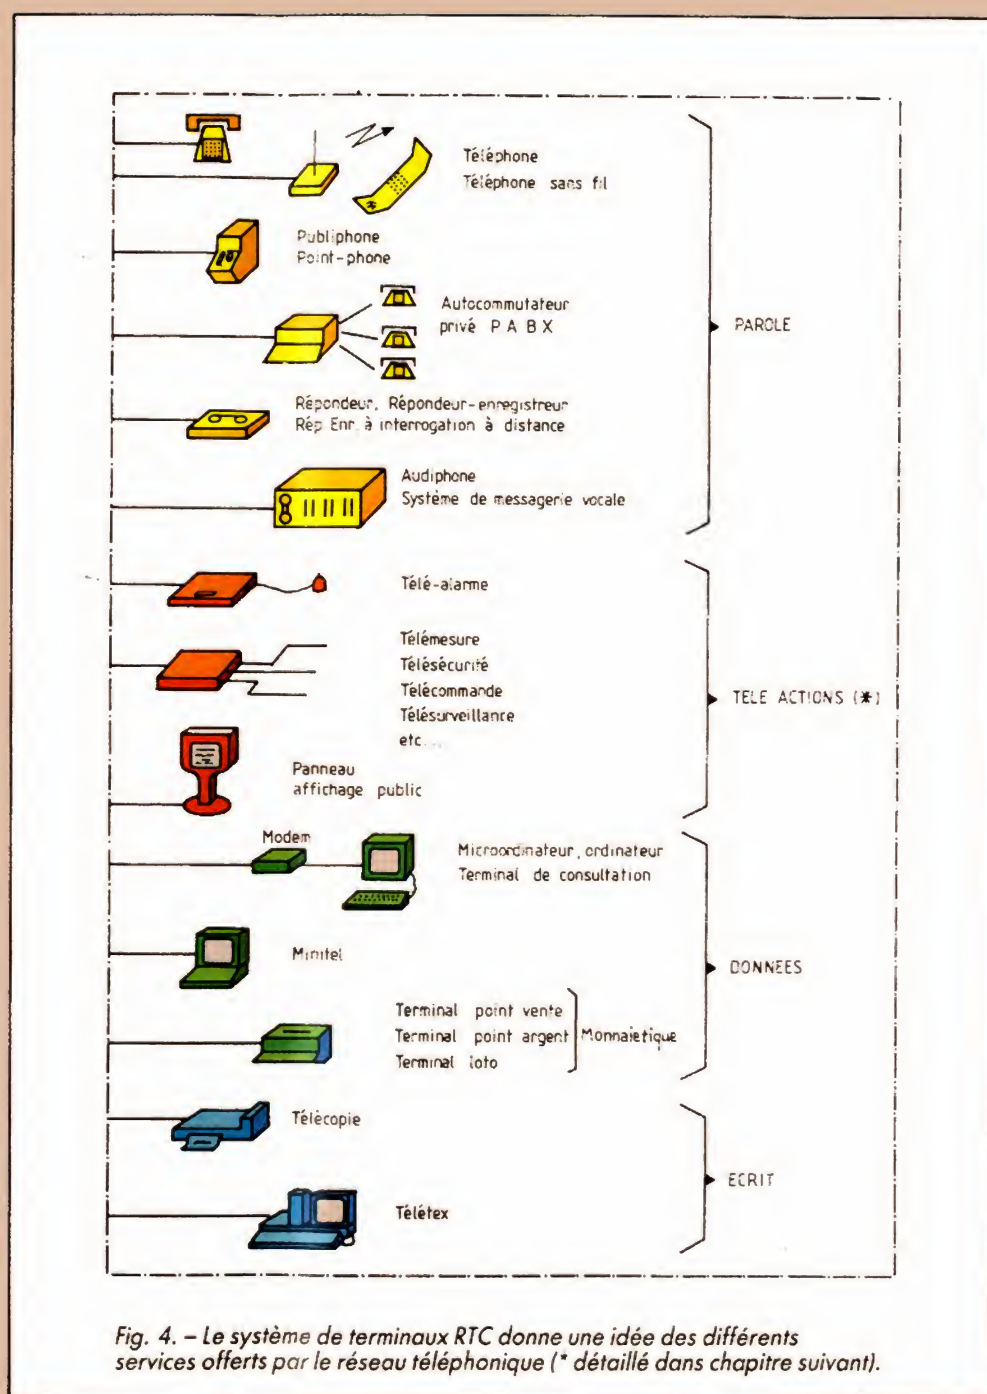 Téléphone
Téléphone sans fil
Publiphone
Point-phone
Autocommutateur
privé P A B X
PAROLE
Répondeur, Répondeur-enregistreur
Rép Enr. à interrogation à distance
Audiphone
Système de messagerie vocale
Télé-alarme
Télémesure
Télésécurité
Télécommande
Télésurveillance
etc...
TELE ACTIONS (*)
Panneau
affichage public
Modem
Microordinateur, ordinateur
Terminal de consultation
Minitel
DONNEES
Terminal point vente
Terminal point argent
Monnaietique
Terminal loto
Télécopie
ECRIT
Télétex
Fig. 4. – Le système de terminaux RTC donne une idée des différents
services offerts par le réseau téléphonique (* détaillé dans chapitre suivant).